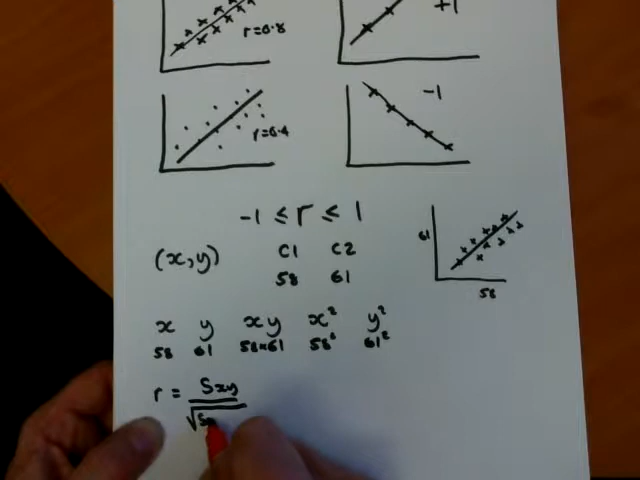 r=0.8
+1
r=0.4
-1
-1 ≤ r ≤ 1
(x,y) C1 C2
58 61
61
58
x y xy x² y²
58 61 58×61 58² 61²
r = Sxy
√S